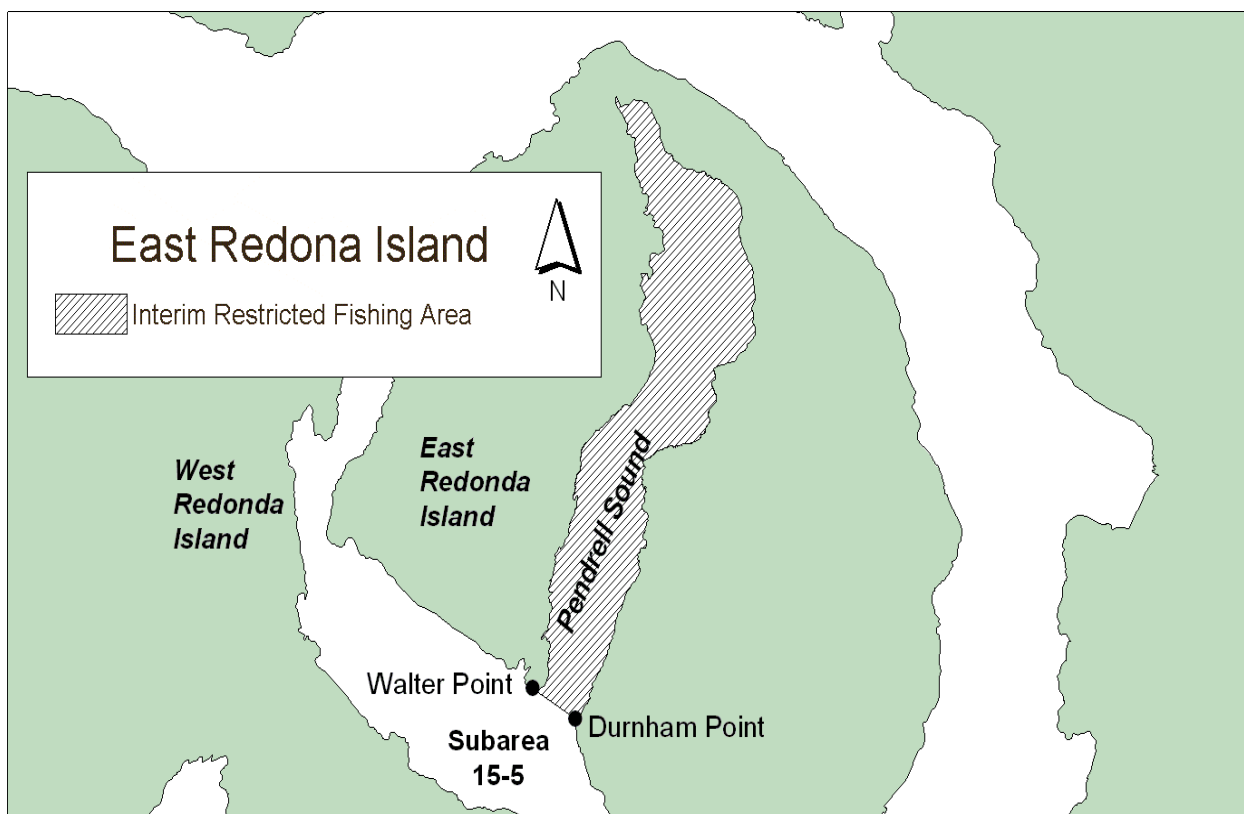 East Redona Island
N
Interim Restricted Fishing Area
West
Redonda
Island
East
Redonda
Island
Pendrell Sound
Walter Point
Durnham Point
Subarea
15-5